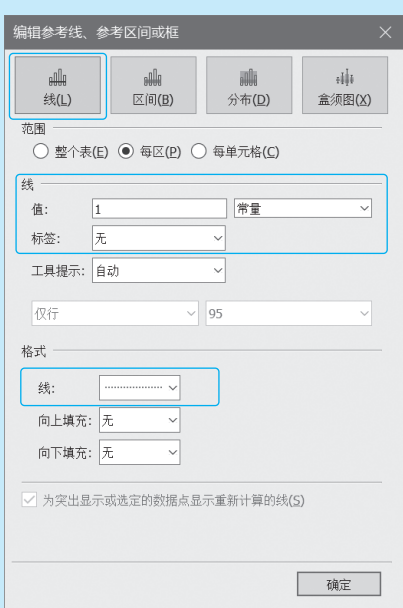 编辑参考线、参考区间或框
线(L) 区间(B) 分布(D) 盒须图(X)
范围
整个表(E) 每区(P) 每单元格(C)
线
值: 1 常量
标签: 无
工具提示: 自动
仅行 95
格式
线:
向上填充: 无
向下填充: 无
为突出显示或选定的数据点显示重新计算的线(S)
确定